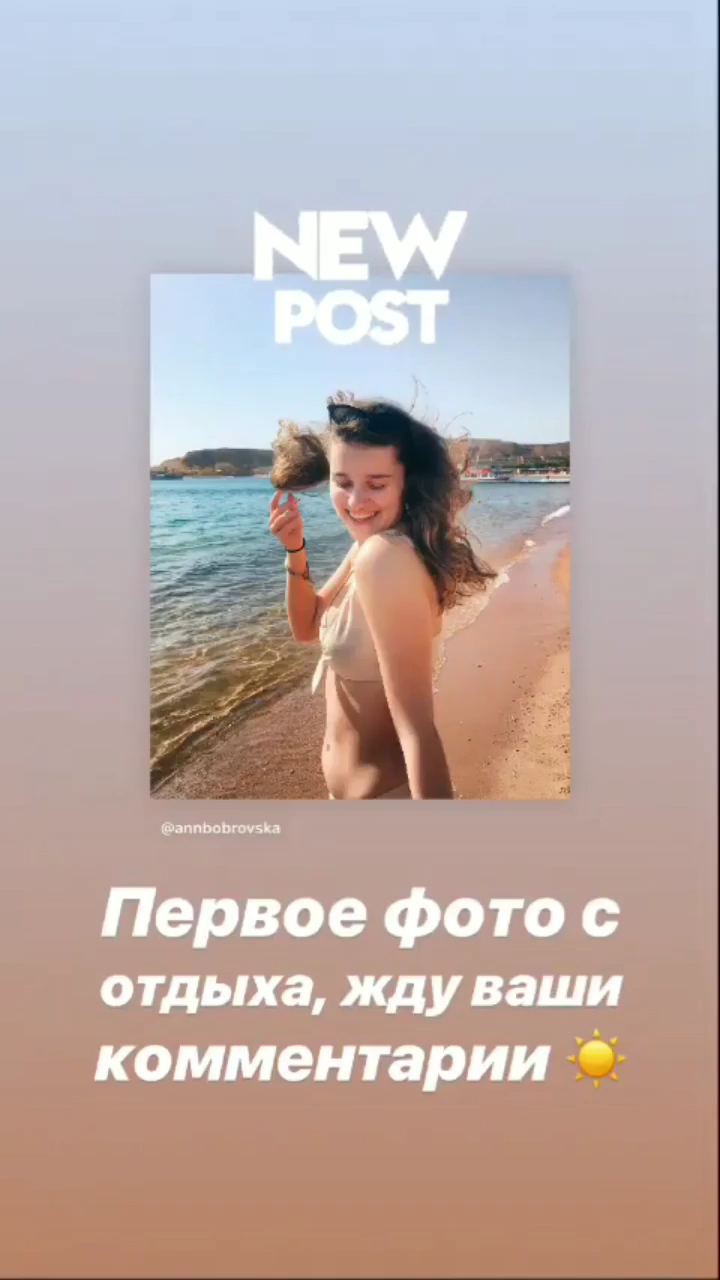 NEW
POST
@annbobrovska
Первое фото с
отдыха, жду ваши
комментарии ☀️